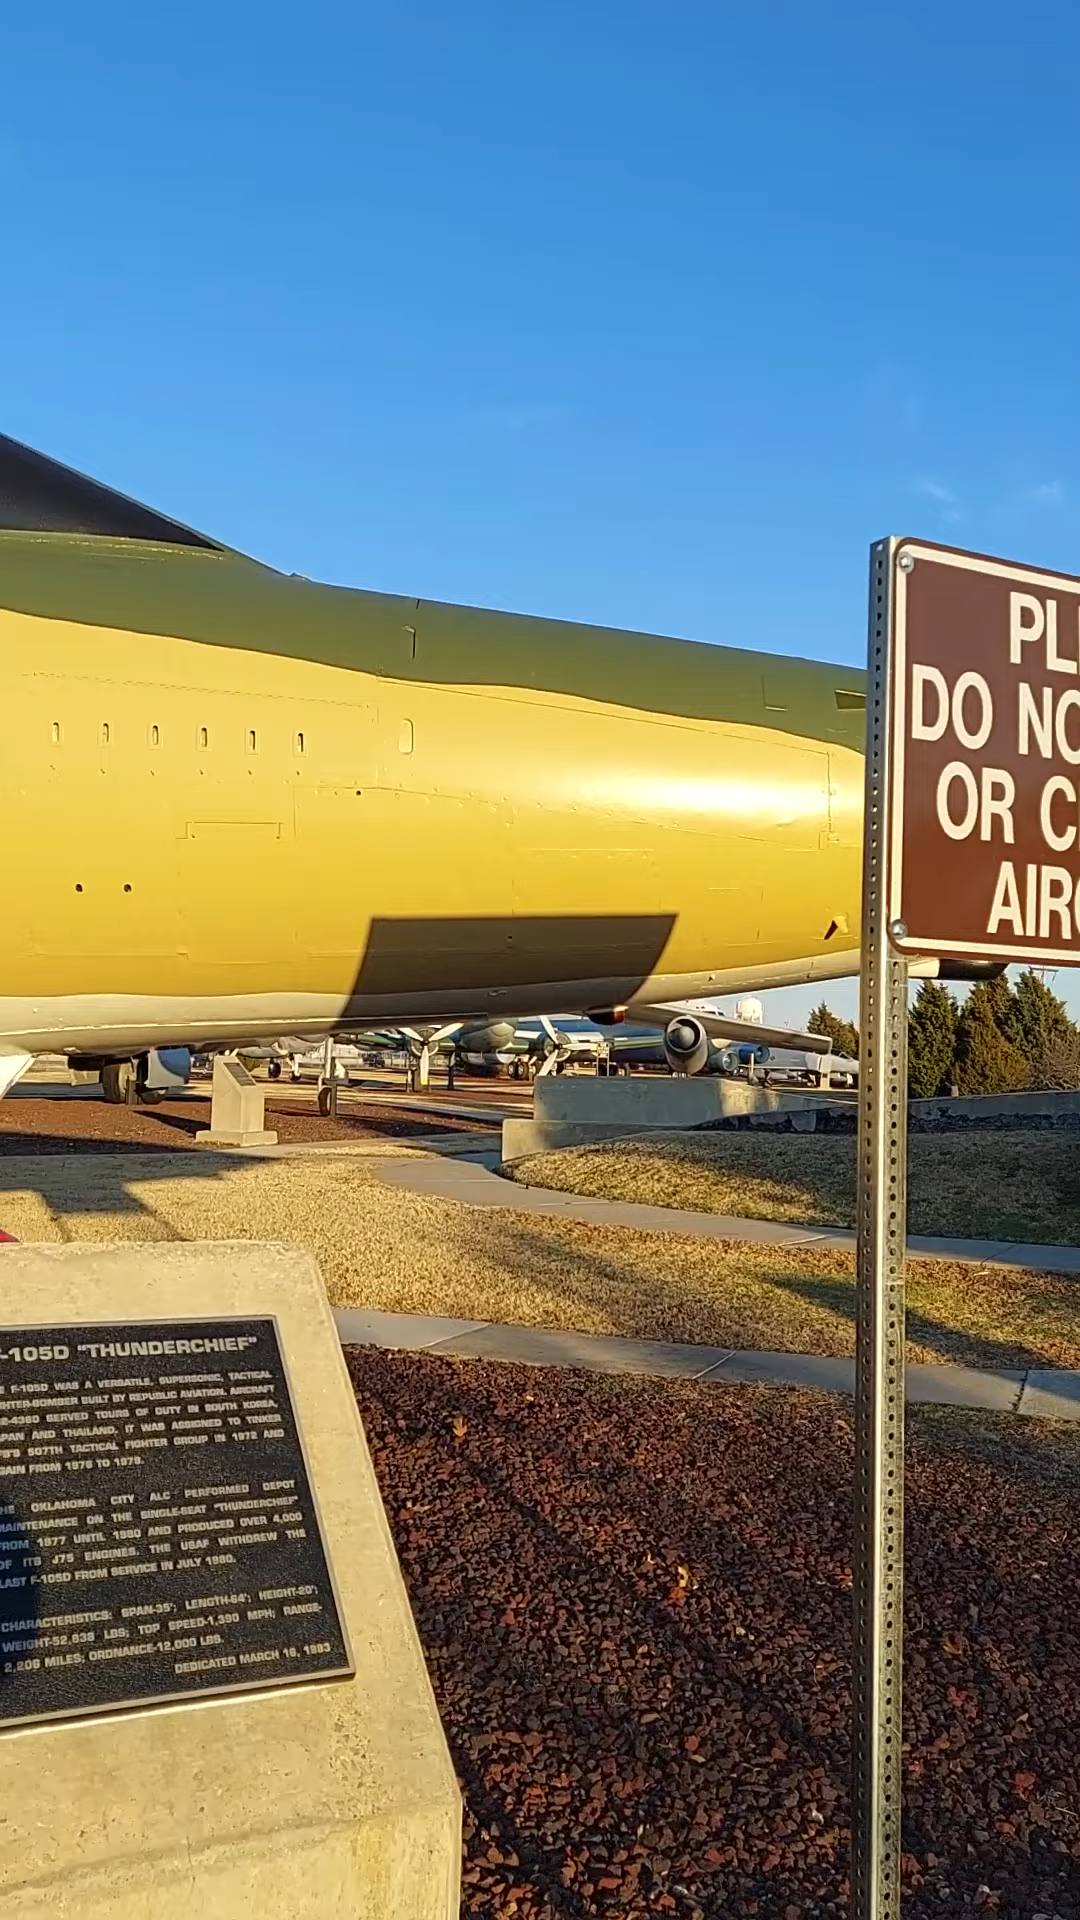 -105D "THUNDERCHIEF"
F-105D WAS A VERSATILE, SUPERSONIC, TACTICAL
HTER-BOMBER BUILT BY REPUBLIC AVIATION. AIRCRAFT
-4360 SERVED TOURS OF DUTY IN SOUTH KOREA,
PAN AND THAILAND. IT WAS ASSIGNED TO TINKER
507TH TACTICAL FIGHTER GROUP IN 1972 AND
AIN FROM 1976 TO 1979.
HE OKLAHOMA CITY ALC PERFORMED DEPOT
MAINTENANCE ON THE SINGLE-SEAT "THUNDERCHIEF"
FROM 1977 UNTIL 1980 AND PRODUCED OVER 4,000
OF ITS J75 ENGINES. THE USAF WITHDREW THE
LAST F-105D FROM SERVICE IN JULY 1980.
CHARACTERISTICS: SPAN-35'; LENGTH-64'; HEIGHT-20';
WEIGHT-52,838 LBS; TOP SPEED-1,390 MPH; RANGE-
2,206 MILES; ORDNANCE-12,000 LBS.
DEDICATED MARCH 16, 1993
PL
DO NO
OR C
AIRC